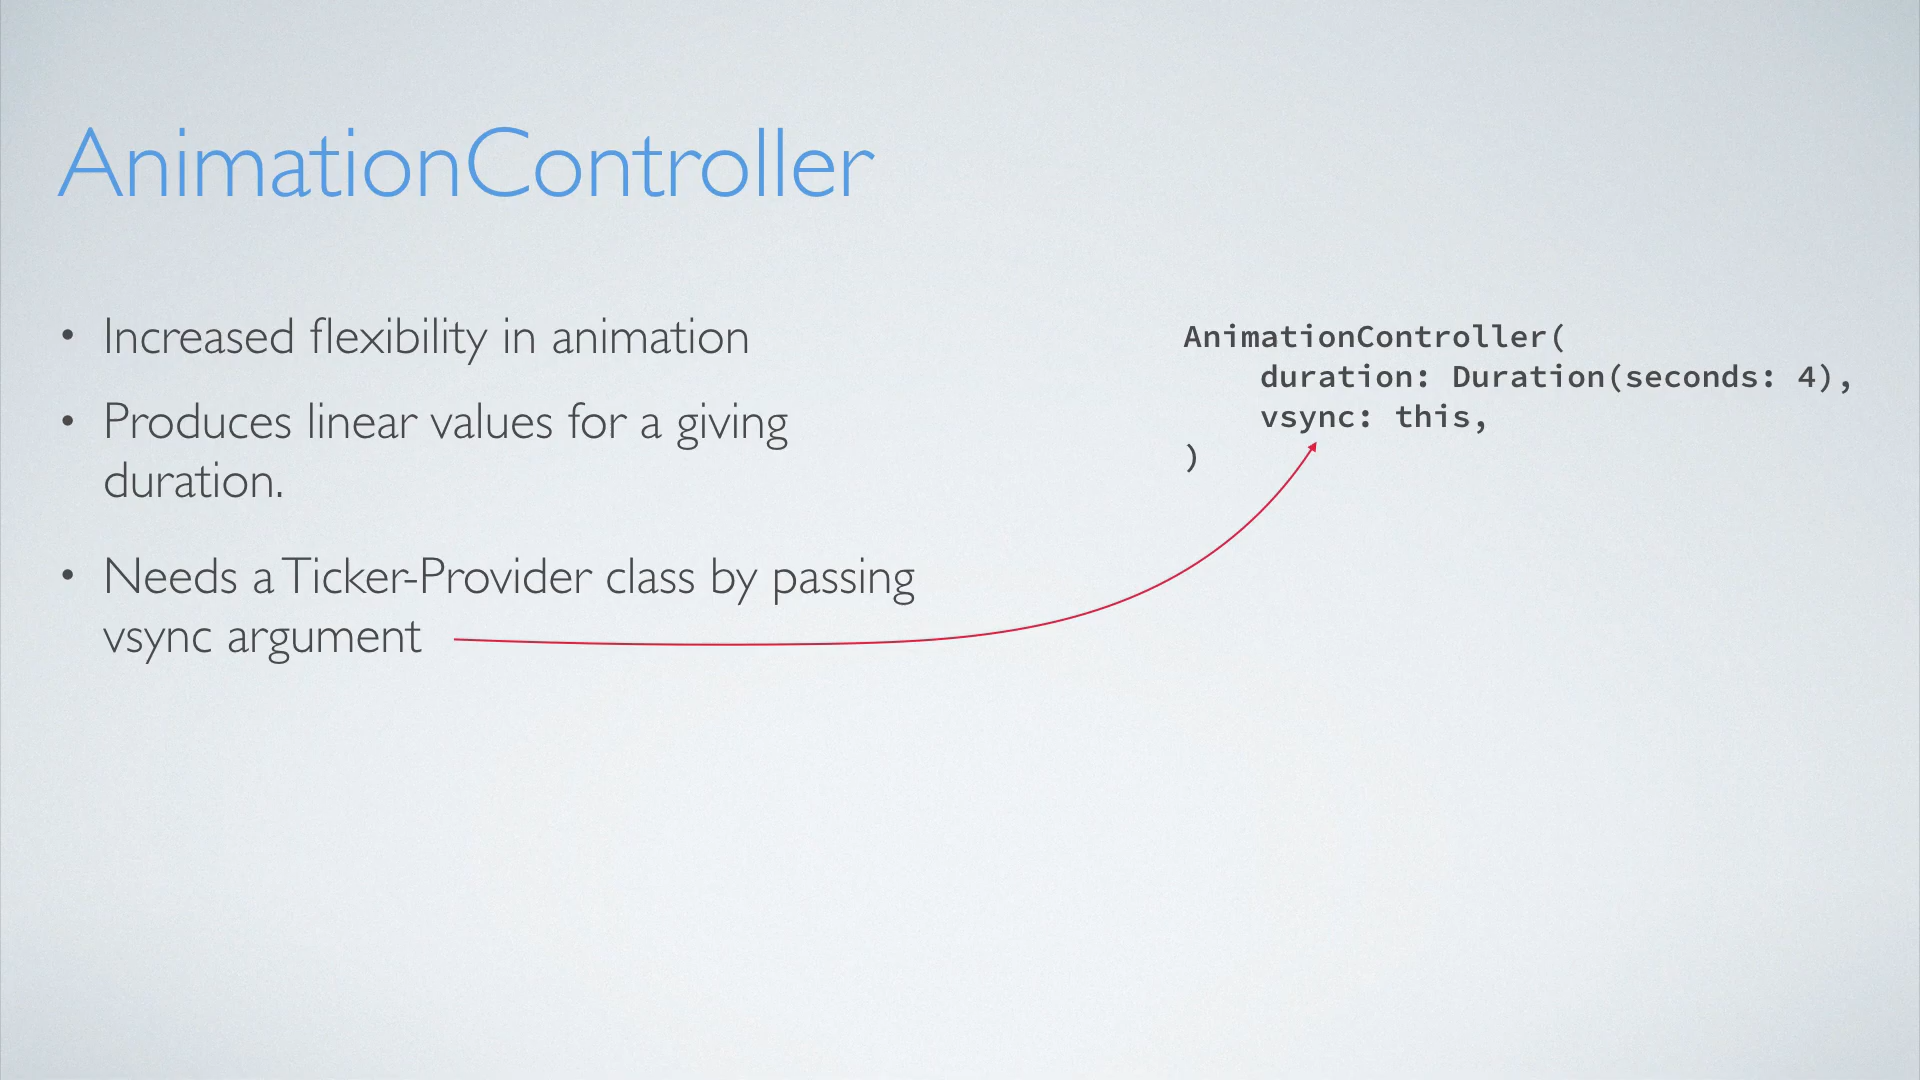 AnimationController
• Increased flexibility in animation
• Produces linear values for a giving
duration.
• Needs a Ticker-Provider class by passing
vsync argument
AnimationController(
    duration: Duration(seconds: 4),
    vsync: this,
)